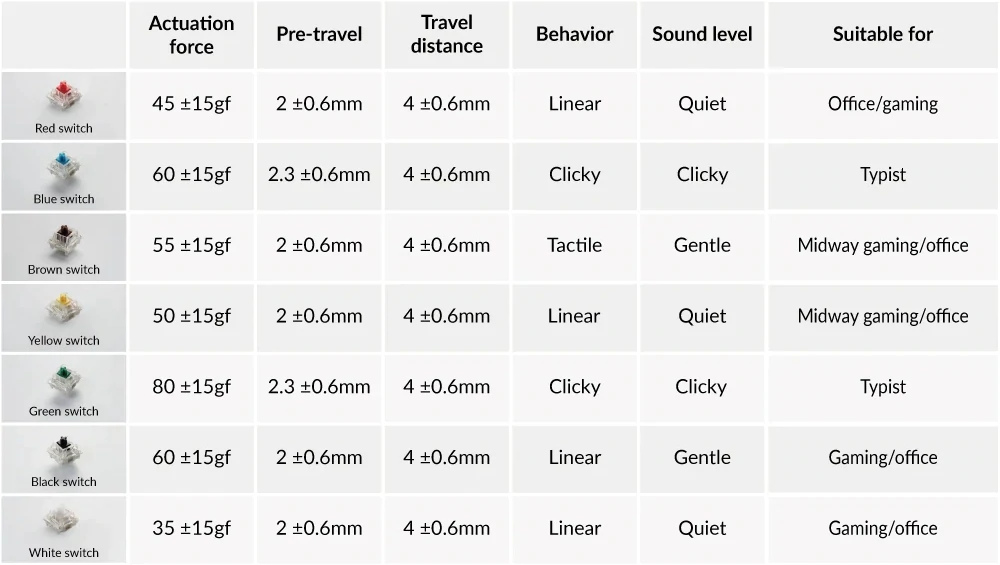 Actuation force Pre-travel Travel distance Behavior Sound level Suitable for
Red switch 45 ±15gf 2 ±0.6mm 4 ±0.6mm Linear Quiet Office/gaming
Blue switch 60 ±15gf 2.3 ±0.6mm 4 ±0.6mm Clicky Clicky Typist
Brown switch 55 ±15gf 2 ±0.6mm 4 ±0.6mm Tactile Gentle Midway gaming/office
Yellow switch 50 ±15gf 2 ±0.6mm 4 ±0.6mm Linear Quiet Midway gaming/office
Green switch 80 ±15gf 2.3 ±0.6mm 4 ±0.6mm Clicky Clicky Typist
Black switch 60 ±15gf 2 ±0.6mm 4 ±0.6mm Linear Gentle Gaming/office
White switch 35 ±15gf 2 ±0.6mm 4 ±0.6mm Linear Quiet Gaming/office